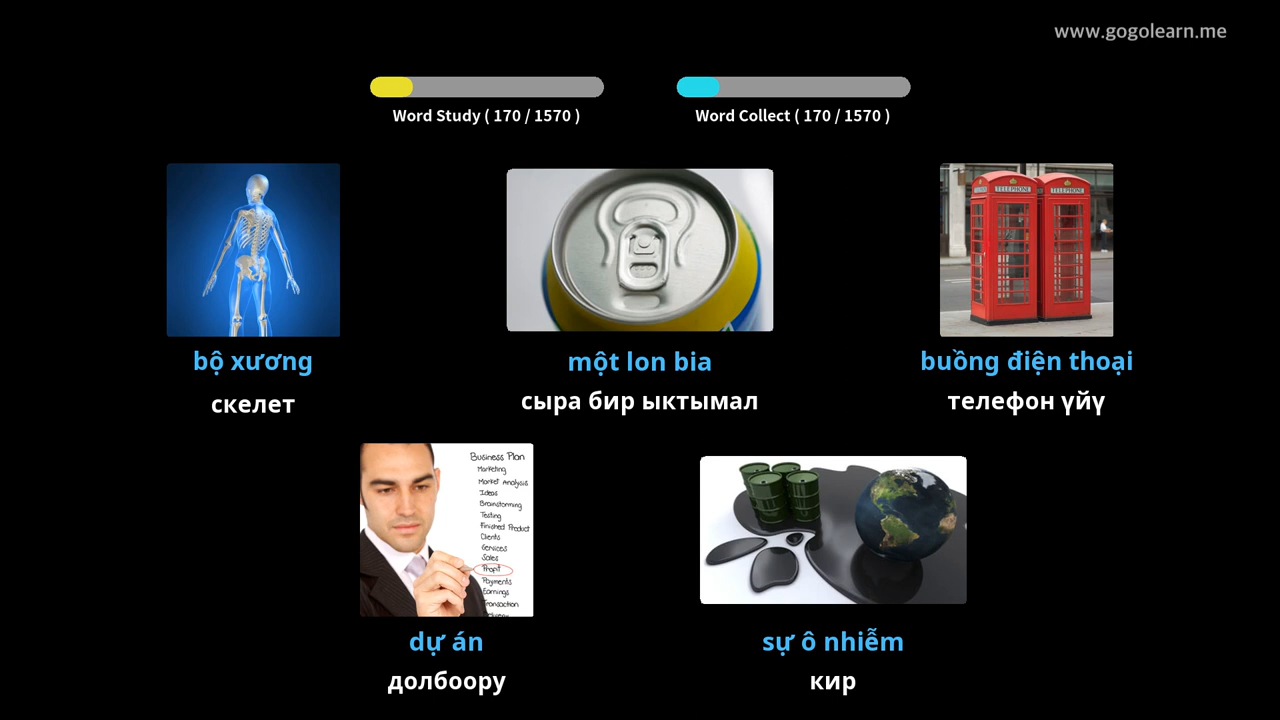 www.gogolearn.me
Word Study ( 170 / 1570 )
Word Collect ( 170 / 1570 )
TELEPHONE
TELEPHONE
bộ xương
một lon bia
buồng điện thoại
скелет
сыра бир ыктымал
телефон үйү
Business Plan
Marketing
Market Analysis
Ideas
Brainstorming
Testing
Finished Product
Clients
Services
Sales
Profit
Payments
Earnings
Transaction
dự án
sự ô nhiễm
долбоору
кир